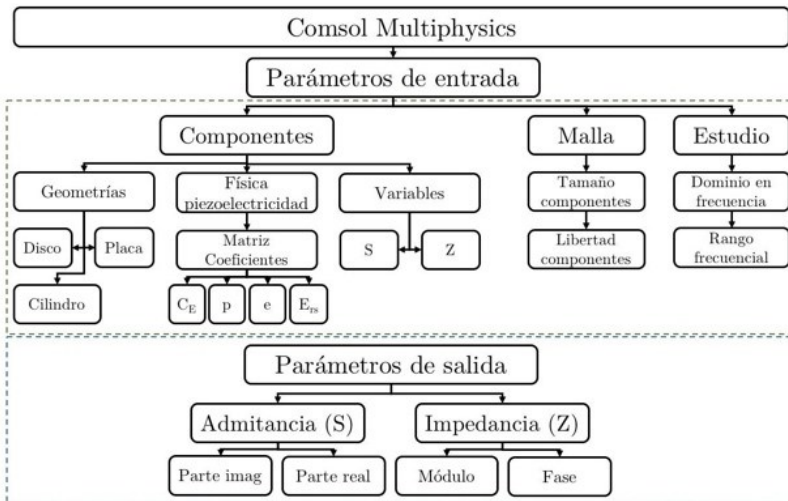 Comsol Multiphysics
Parámetros de entrada
Componentes
Malla
Estudio
Geometrías
Física
piezoelectricidad
Variables
Tamaño
componentes
Dominio en
frecuencia
Disco
Placa
Matriz
Coeficientes
S
Z
Libertad
componentes
Rango
frecuencial
Cilindro
C_E
p
e
E_rs
Parámetros de salida
Admitancia (S)
Impedancia (Z)
Parte imag
Parte real
Módulo
Fase